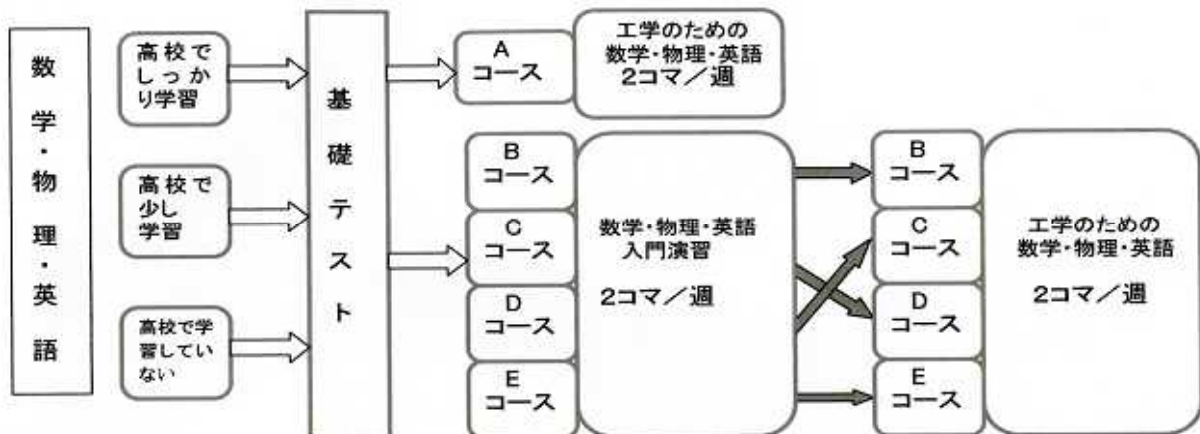 数学・物理・英語
高校で
しっか
り学習
高校で
少し
学習
高校で学
習してい
ない
基礎テスト
A
コース
工学のための
数学・物理・英語
2コマ/週
B
コース
C
コース
D
コース
E
コース
数学・物理・英語
入門演習
2コマ/週
B
コース
C
コース
D
コース
E
コース
工学のための
数学・物理・英語
2コマ/週